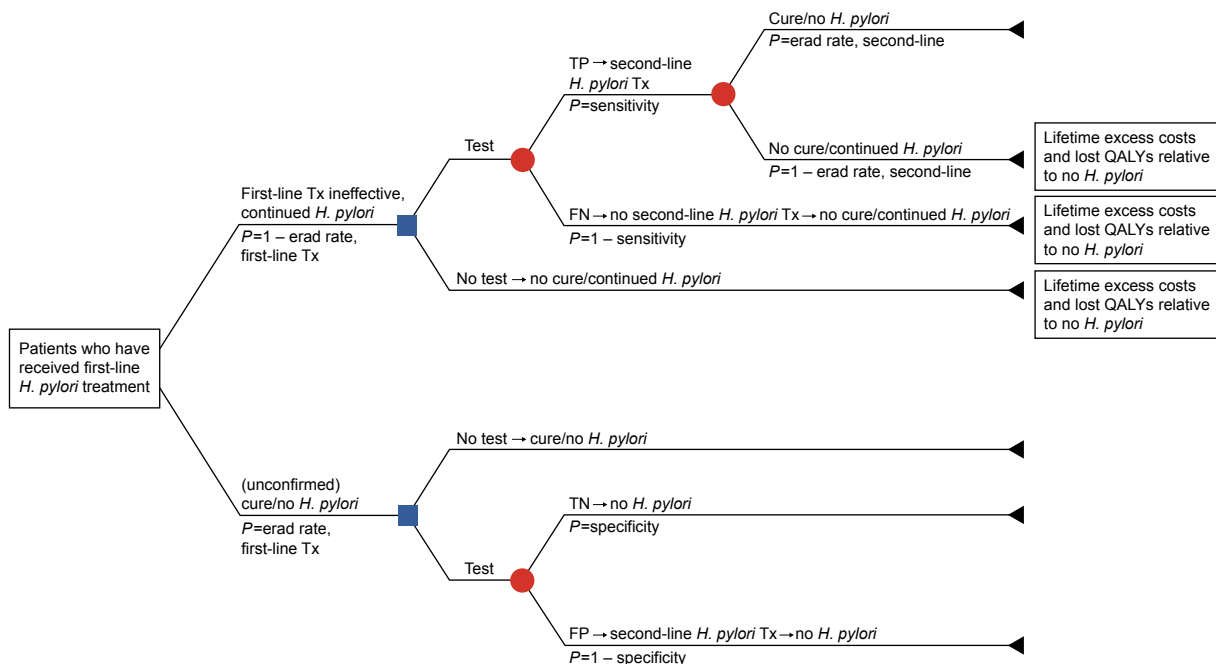 Cure/no H. pylori
P=erad rate, second-line
TP→second-line
H. pylori Tx
P=sensitivity
Test
No cure/continued H. pylori
P=1 – erad rate, second-line
Lifetime excess costs
and lost QALYs relative
to no H. pylori
First-line Tx ineffective,
continued H. pylori
P=1 – erad rate,
first-line Tx
FN→no second-line H. pylori Tx→no cure/continued H. pylori
P=1 – sensitivity
Lifetime excess costs
and lost QALYs relative
to no H. pylori
No test→no cure/continued H. pylori
Lifetime excess costs
and lost QALYs relative
to no H. pylori
Patients who have
received first-line
H. pylori treatment
No test→cure/no H. pylori
(unconfirmed)
cure/no H. pylori
P=erad rate,
first-line Tx
TN→no H. pylori
P=specificity
Test
FP→second-line H. pylori Tx→no H. pylori
P=1 – specificity